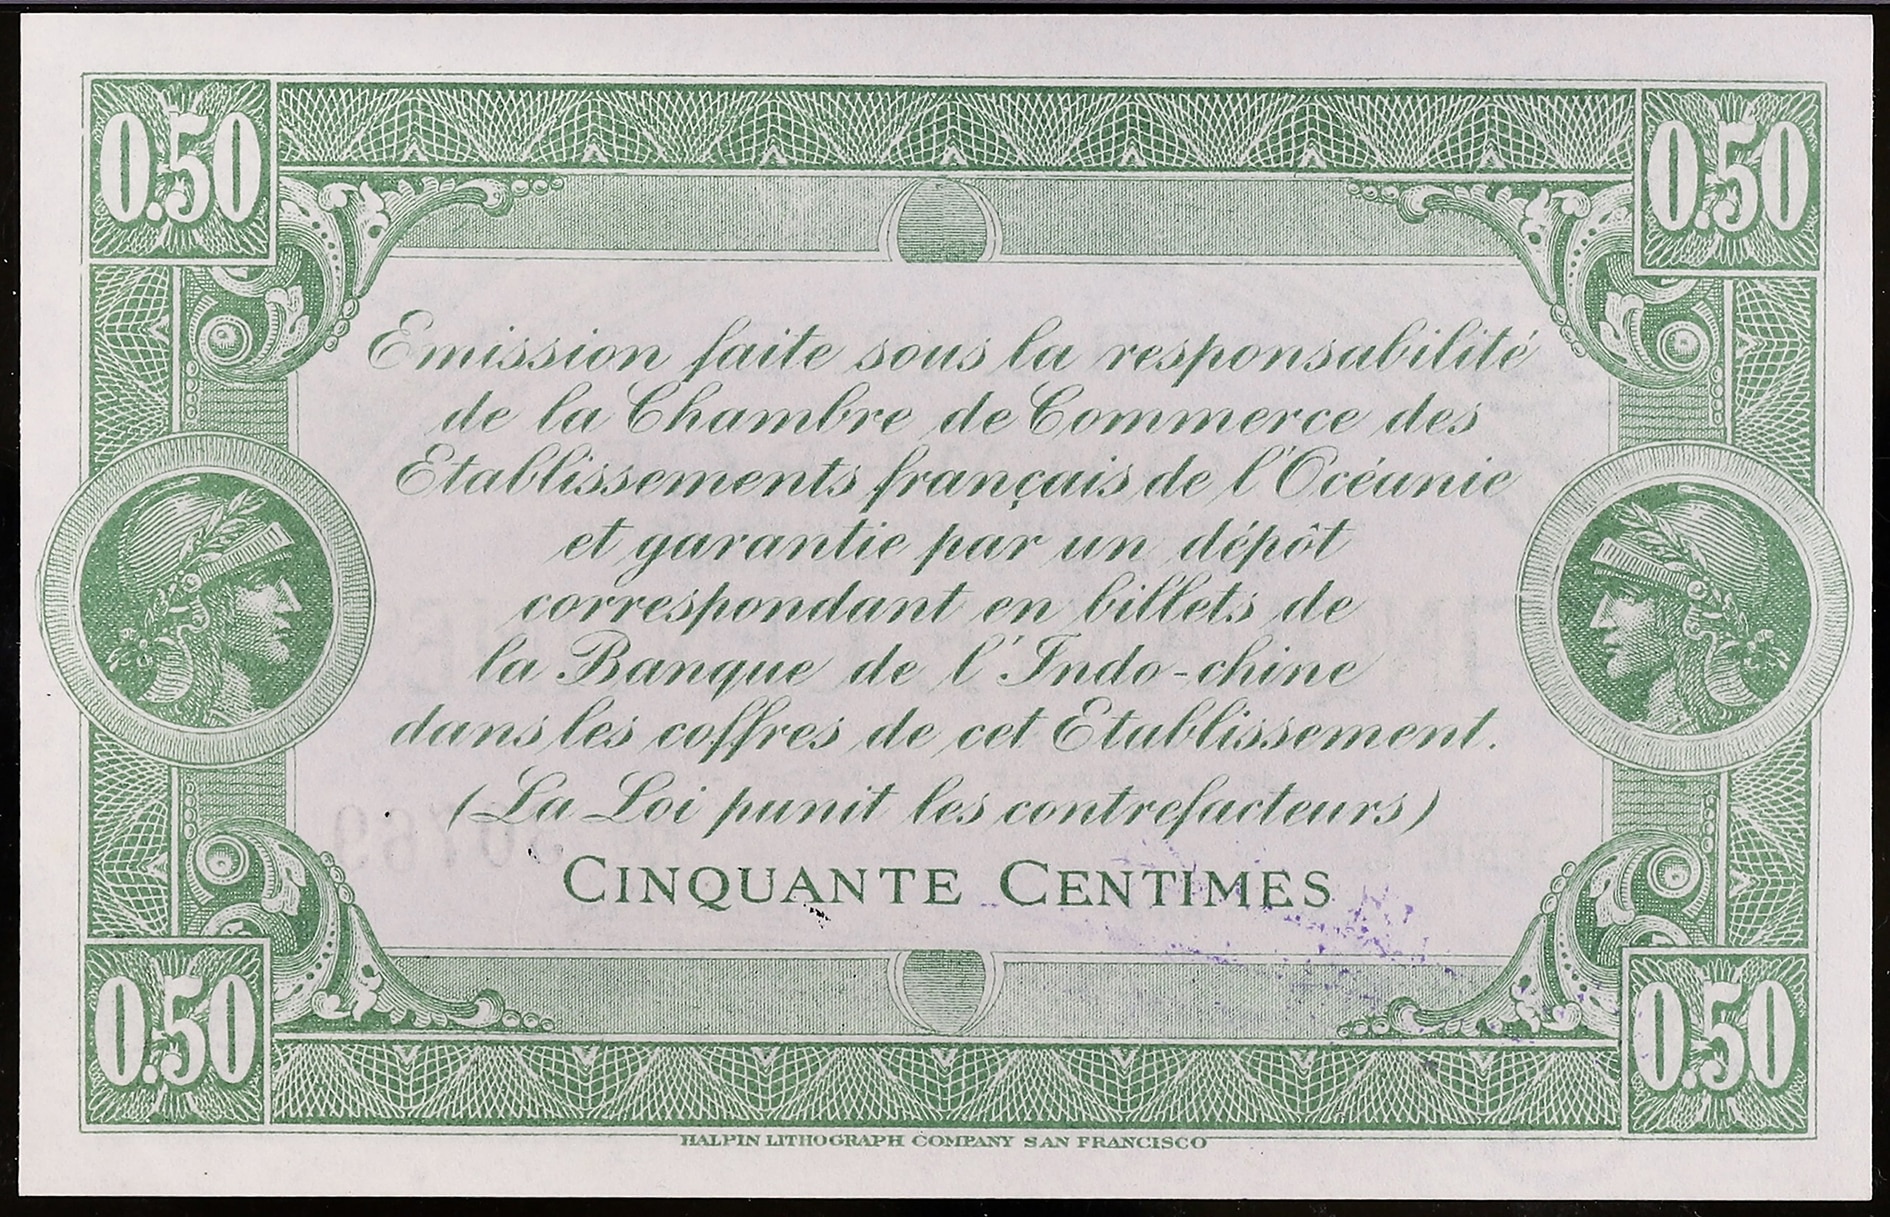 0.50 0.50
Emission faite sous la responsabilité
de la Chambre de Commerce des
Etablissements français de l'Océanie
et garantie par un dépôt
correspondant en billets de
la Banque de l'Indo-chine
dans les coffres de cet Etablissement.
(La Loi punit les contrefacteurs)
CINQUANTE CENTIMES
0.50 0.50
HALPIN LITHOGRAPH COMPANY SAN FRANCISCO